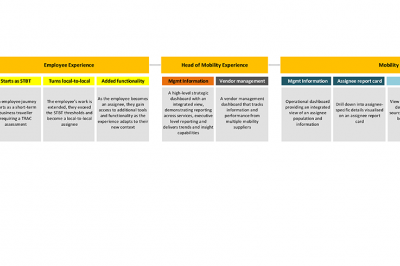 Employee Experience
Head of Mobility Experience
Mobility
Starts as STBT
Turns local-to-local
Added functionality
Mgmt Information
Vendor management
Mgmt Information
Assignee report card
employee journey
as a short-term
business traveller
requiring a TRAC
assessment
The employee's work is
extended, they exceed
the STBT thresholds and
become a local-to-local
assignee
As the employee becomes
an assignee, they gain
access to additional tools
and functionality as the
experience adapts to their
new context
A high-level strategic
dashboard with an
integrated view,
demonstrating reporting
across services, executive
level reporting and
delivers trends and insight
capabilities
A vendor management
dashboard that tracks
information and
performance from
multiple mobility
suppliers
Operational dashboard
providing an integrated
view of an assignee
population and
information
Drill down into assignee-
specific details visualised
on an assignee report
card
View